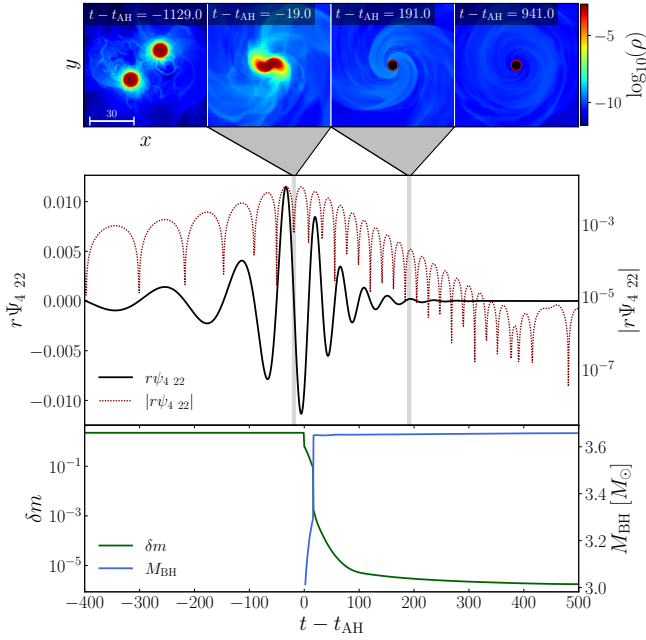 t − t_AH = −1129.0 t − t_AH = −19.0 t − t_AH = 191.0 t − t_AH = 941.0
y
30
x
−5
−10
log₁₀(ρ)
0.010
0.005
0.000
−0.005
−0.010
rΨ₄ ₂₂
rψ₄ ₂₂
|rψ₄ ₂₂|
10⁻³
10⁻⁵
10⁻⁷
|rΨ₄ ₂₂|
10⁻¹
10⁻³
10⁻⁵
δm
δm
M_BH
3.6
3.4
3.2
3.0
M_BH [M_⊙]
−400 −300 −200 −100 0 100 200 300 400 500
t − t_AH